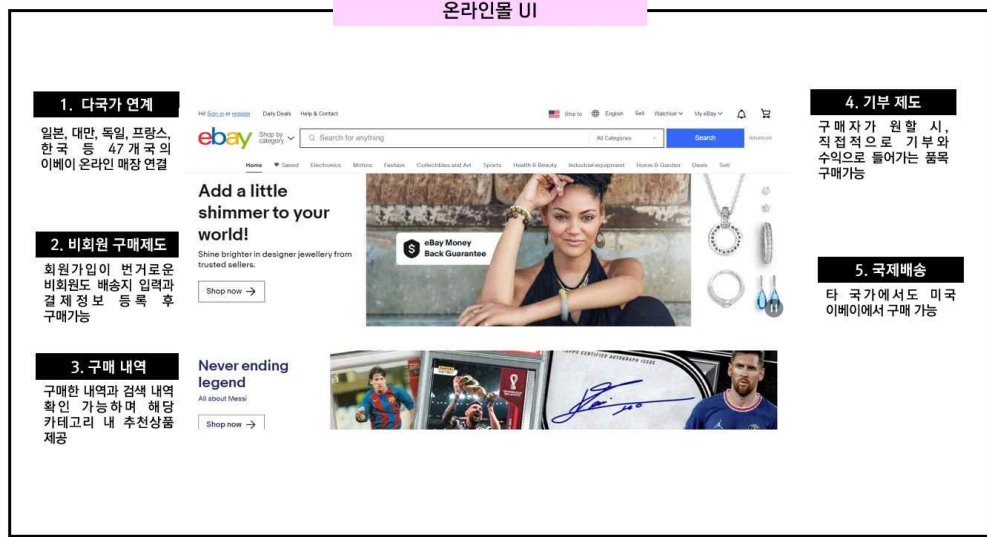 온라인몰 UI
1. 다국가 연계
일본, 대만, 독일, 프랑스,
한국 등 47개국의
이베이 온라인 매장 연결
2. 비회원 구매제도
회원가입이 번거로운
비회원도 배송지 입력과
결제정보 등록 후
구매가능
3. 구매 내역
구매한 내역과 검색 내역
확인 가능하며 해당
카테고리 내 추천상품
제공
Hi! Sign in or register Daily Deals Help & Contact
Ship to English Sell Watchlist My eBay
ebay Shop by category Search for anything All Categories Search Advanced
Home Saved Electronics Motors Fashion Collectibles and Art Sports Health & Beauty Industrial equipment Home & Garden Deals Sell
Add a little
shimmer to your
world!
Shine brighter in designer jewellery from
trusted sellers.
Shop now →
eBay Money
Back Guarantee
Never ending
legend
All about Messi
Shop now →
CERTIFIED AUTOGRAPH ISSUE
4. 기부 제도
구매자가 원할 시,
직접적으로 기부와
수익으로 들어가는 품목
구매가능
5. 국제배송
타 국가에서도 미국
이베이에서 구매 가능